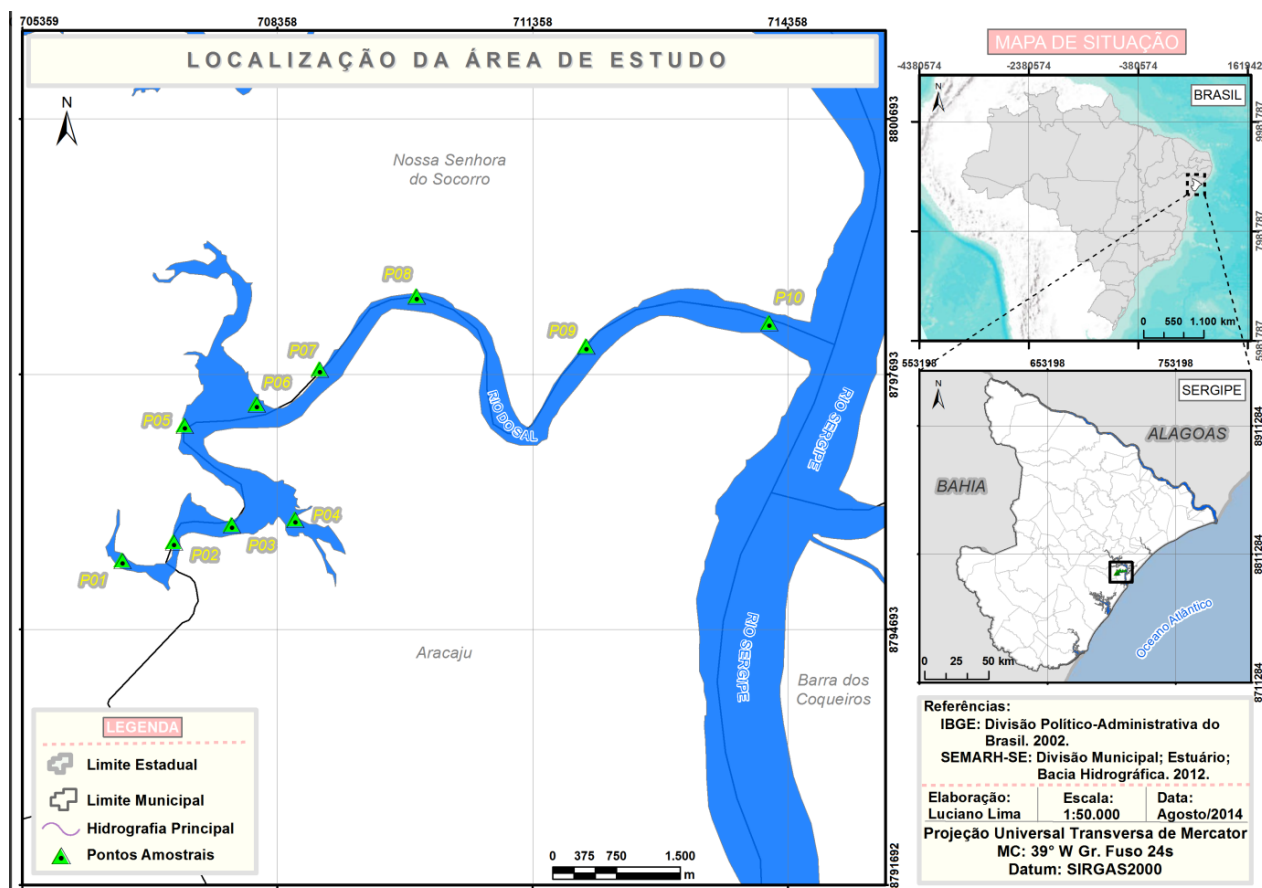 705359
708358
711358
714358
LOCALIZAÇÃO DA ÁREA DE ESTUDO
N
8800693
8797693
8794693
8791692
Nossa Senhora
do Socorro
P08
P10
P09
P07
P06
P05
P04
P03
P02
P01
RIO DO SAL
RIO SERGIPE
RIO SERGIPE
Aracaju
Barra dos
Coqueiros
LEGENDA
Limite Estadual
Limite Municipal
Hidrografia Principal
Pontos Amostrais
0 375 750 1.500
m
MAPA DE SITUAÇÃO
-4380574
-2380574
-380574
161942
N
BRASIL
9981787
7981787
5981787
0 550 1.100 km
553198
653198
753198
N
SERGIPE
ALAGOAS
BAHIA
Oceano Atlântico
8911284
8811284
8711284
0 25 50 km
Referências:
IBGE: Divisão Político-Administrativa do
Brasil. 2002.
SEMARH-SE: Divisão Municipal; Estuário;
Bacia Hidrográfica. 2012.
Elaboração:
Luciano Lima
Escala:
1:50.000
Data:
Agosto/2014
Projeção Universal Transversa de Mercator
MC: 39° W Gr. Fuso 24s
Datum: SIRGAS2000